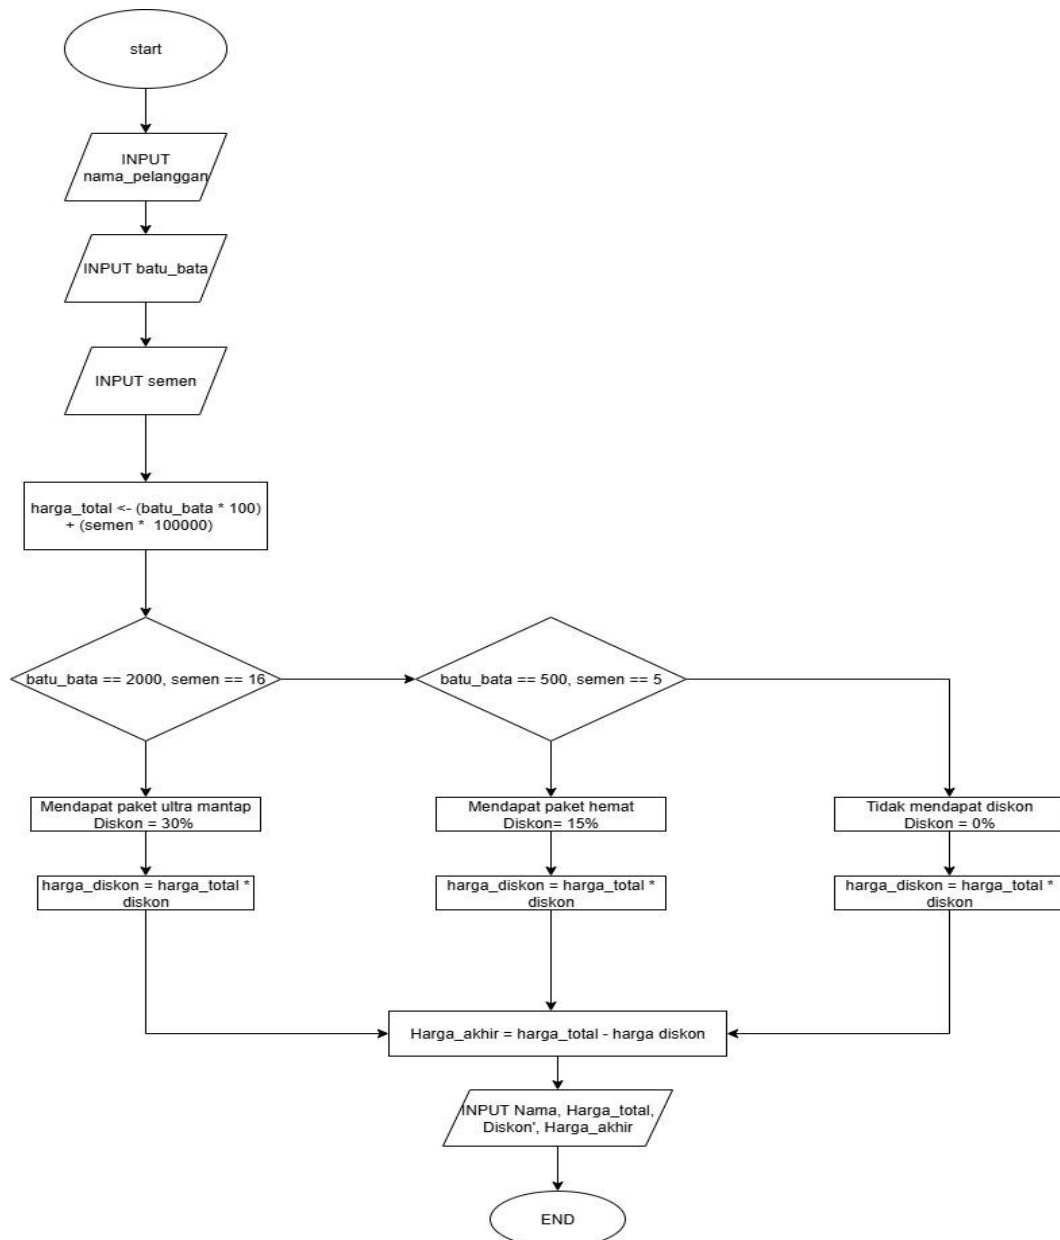 start
INPUT
nama_pelanggan
INPUT batu_bata
INPUT semen
harga_total <- (batu_bata * 100)
+ (semen * 100000)
batu_bata == 2000, semen == 16
batu_bata == 500, semen == 5
Mendapat paket ultra mantap
Diskon = 30%
Mendapat paket hemat
Diskon= 15%
Tidak mendapat diskon
Diskon = 0%
harga_diskon = harga_total *
diskon
harga_diskon = harga_total *
diskon
harga_diskon = harga_total *
diskon
Harga_akhir = harga_total - harga diskon
INPUT Nama, Harga_total,
Diskon', Harga_akhir
END